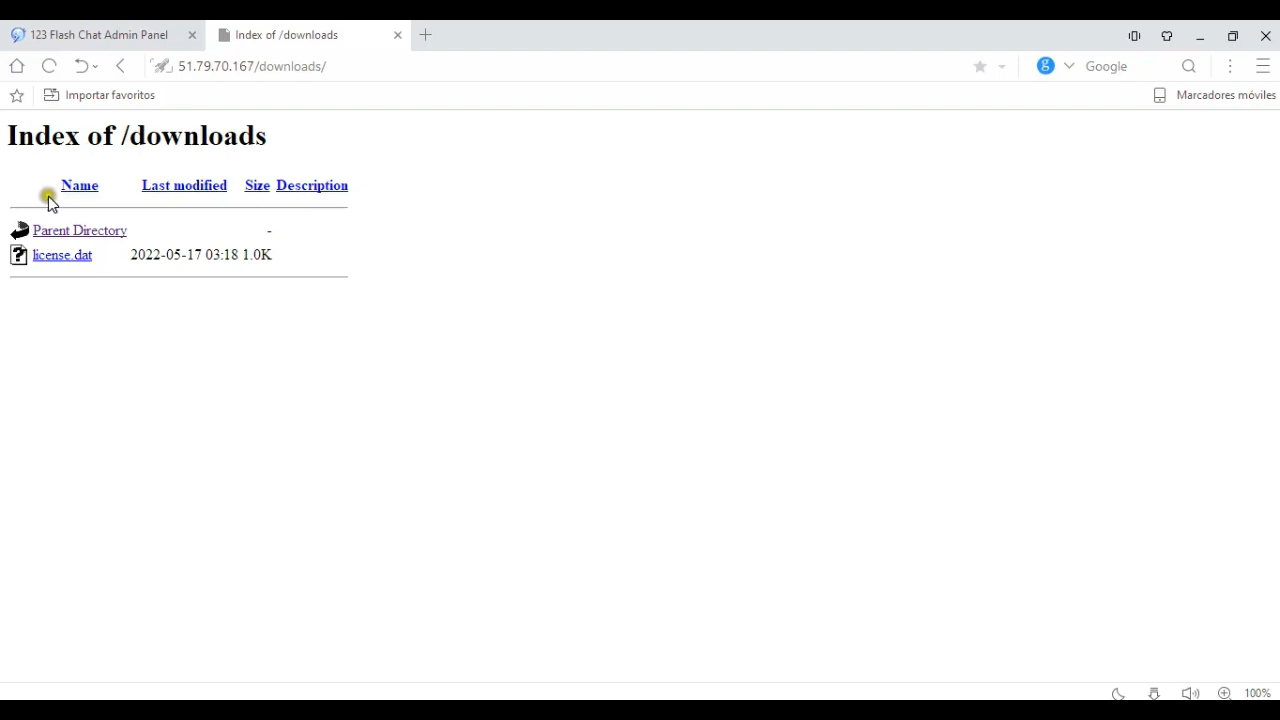 123 Flash Chat Admin Panel
Index of /downloads
51.79.70.167/downloads/
Google
Importar favoritos
Marcadores móviles
Index of /downloads
Name Last modified Size Description
Parent Directory -
license.dat 2022-05-17 03:18 1.0K
100%